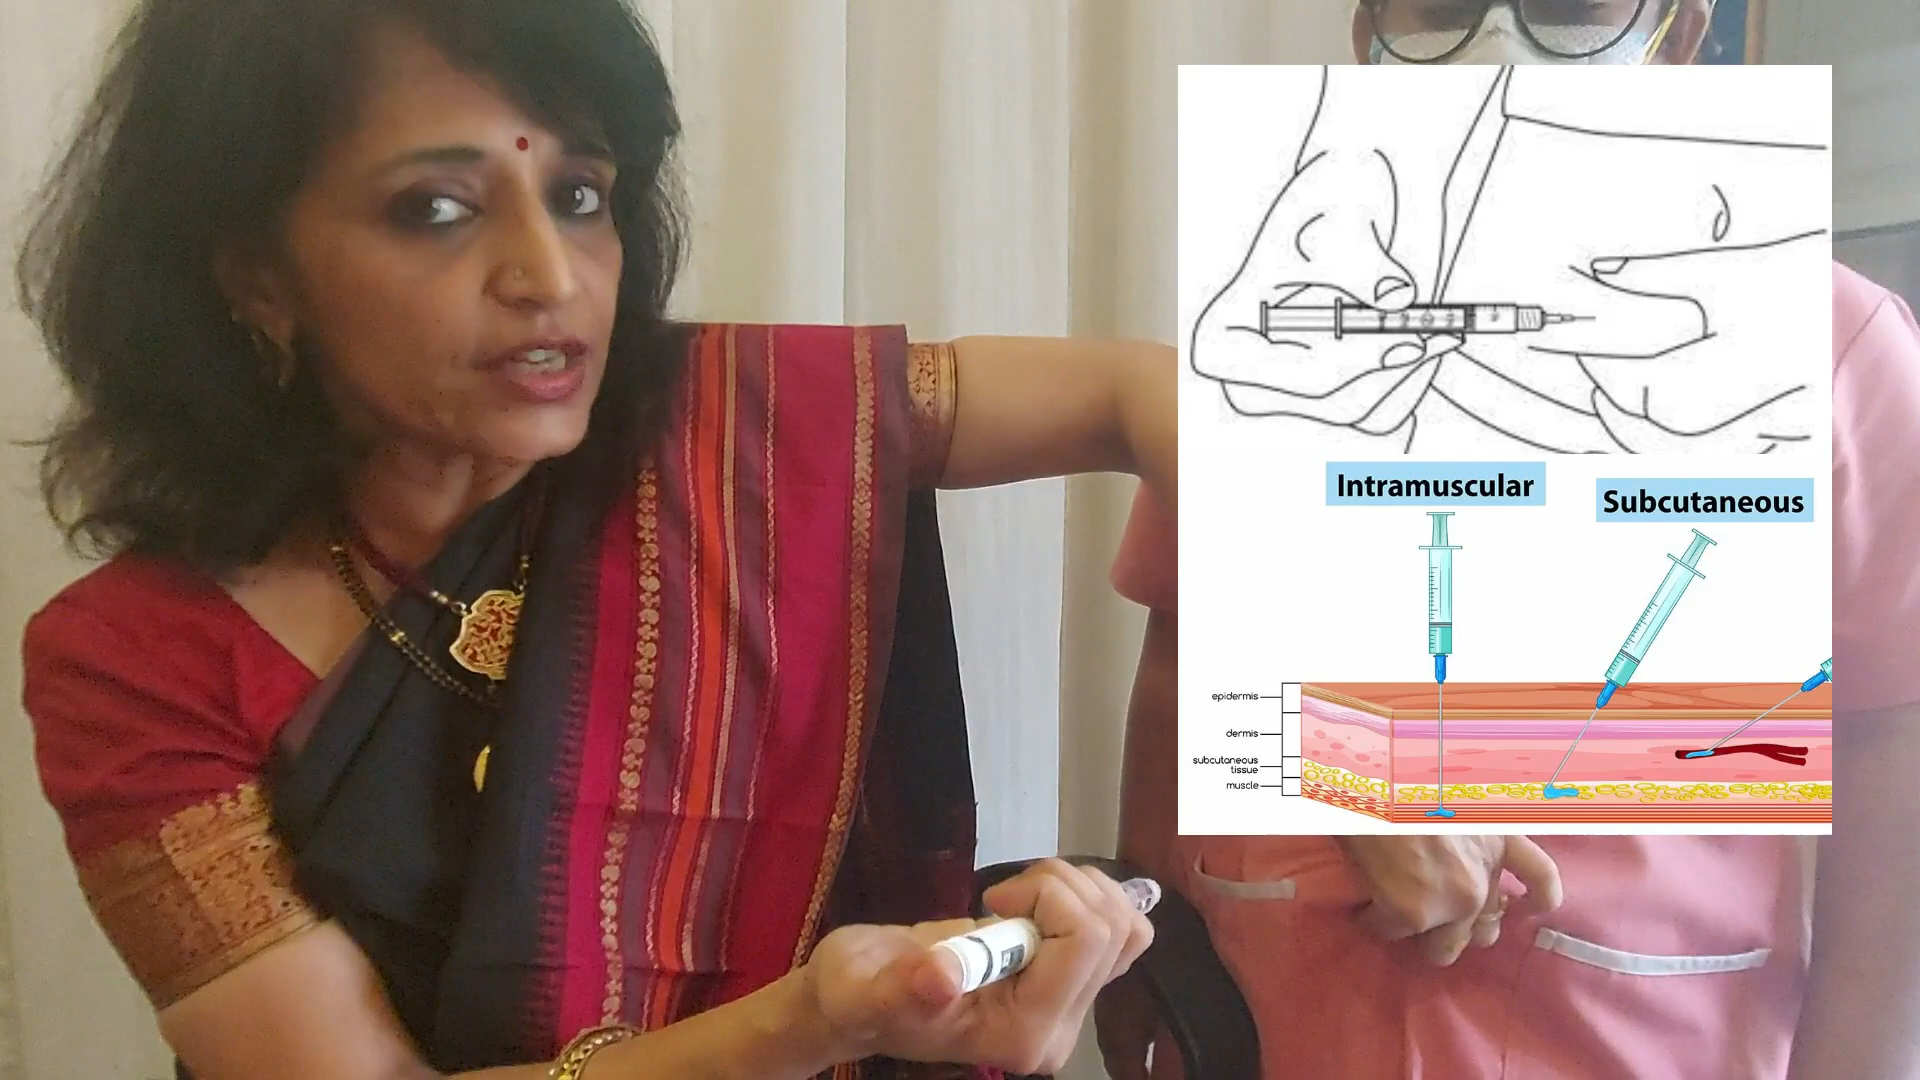 Intramuscular
Subcutaneous
epidermis
dermis
subcutaneous
tissue
muscle